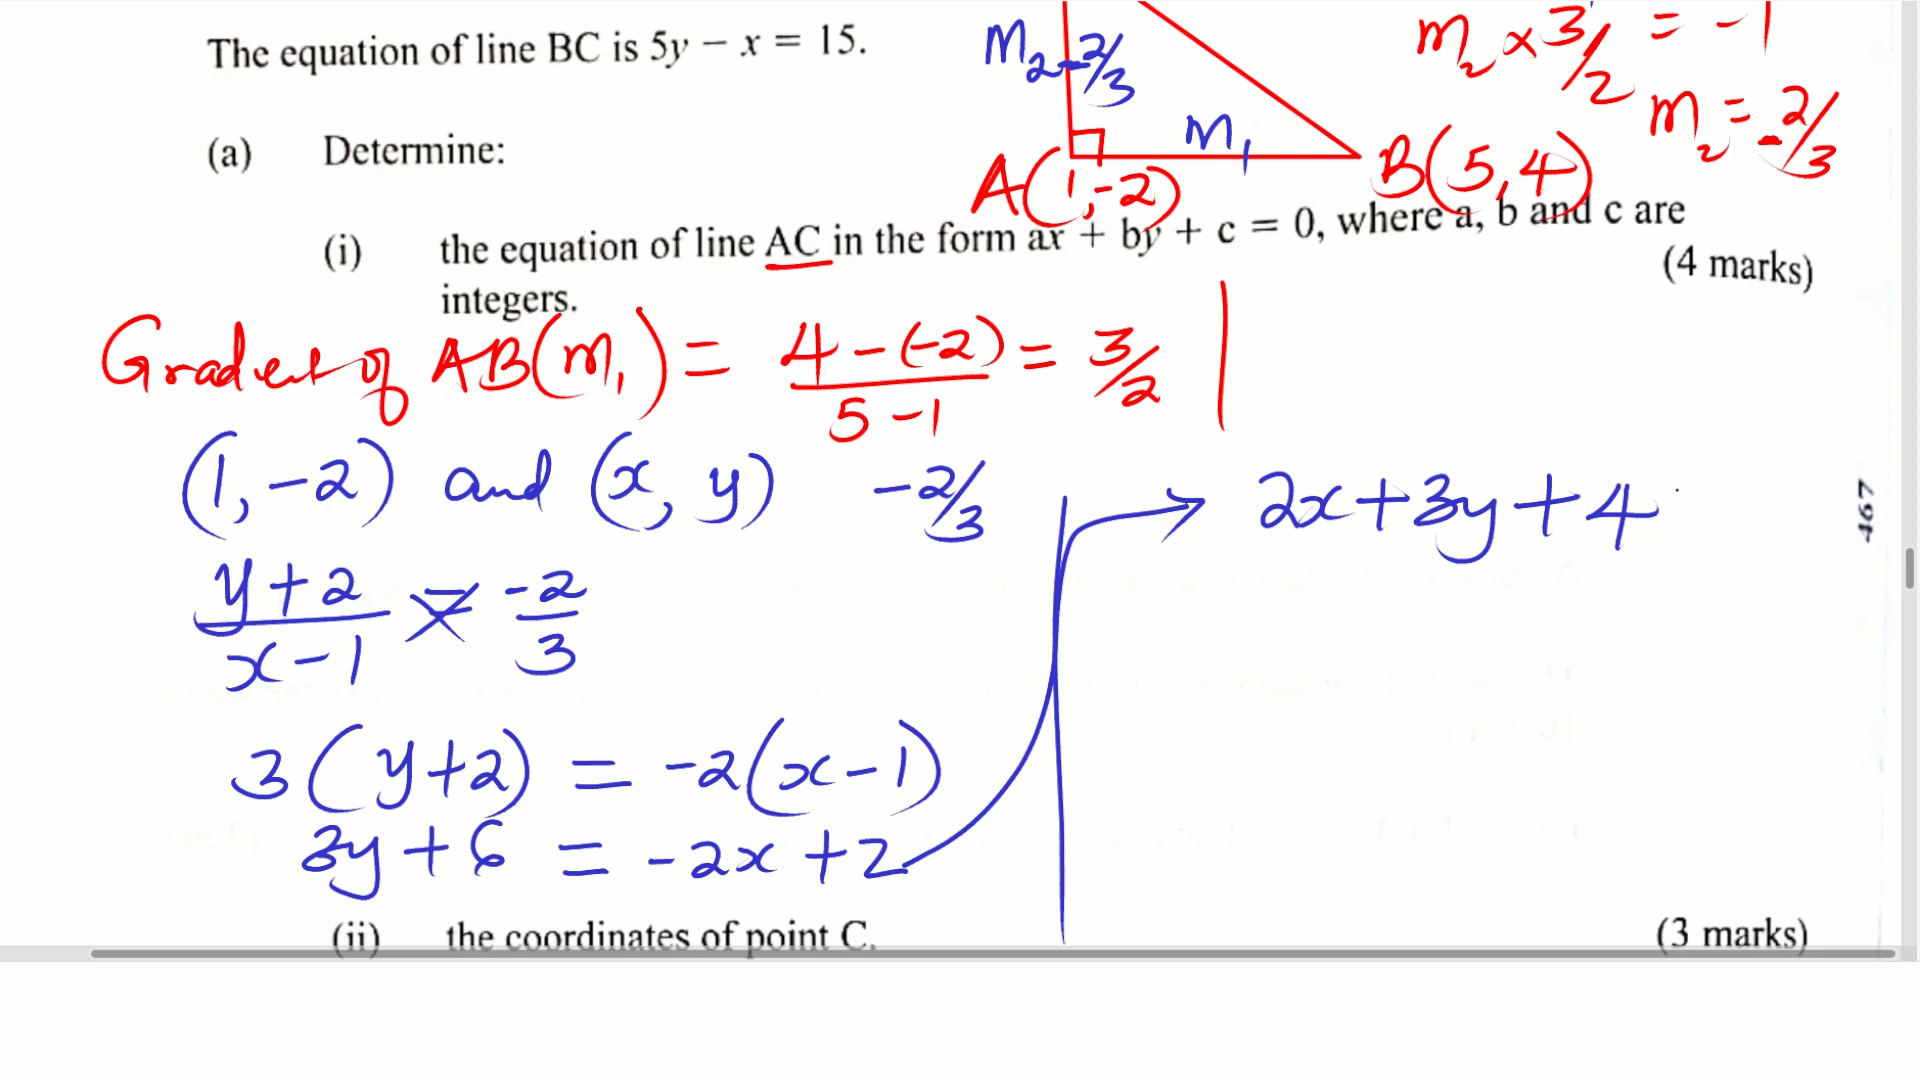 The equation of line BC is 5y − x = 15.
M₂ -2/3
m₂ × 3/2 = -1
m₂ = -2/3
(a) Determine:
m₁
A(1,-2)
B(5,4)
(i) the equation of line AC in the form ax + by + c = 0, where a, b and c are
integers.
(4 marks)
Gradient of AB(m₁) = 4-(-2)/5-1 = 3/2
(1,-2) and (x, y) -2/3
→ 2x+3y+4
y+2/x-1 = -2/3
3(y+2) = -2(x-1)
3y+6 = -2x+2
(ii) the coordinates of point C.
(3 marks)
467